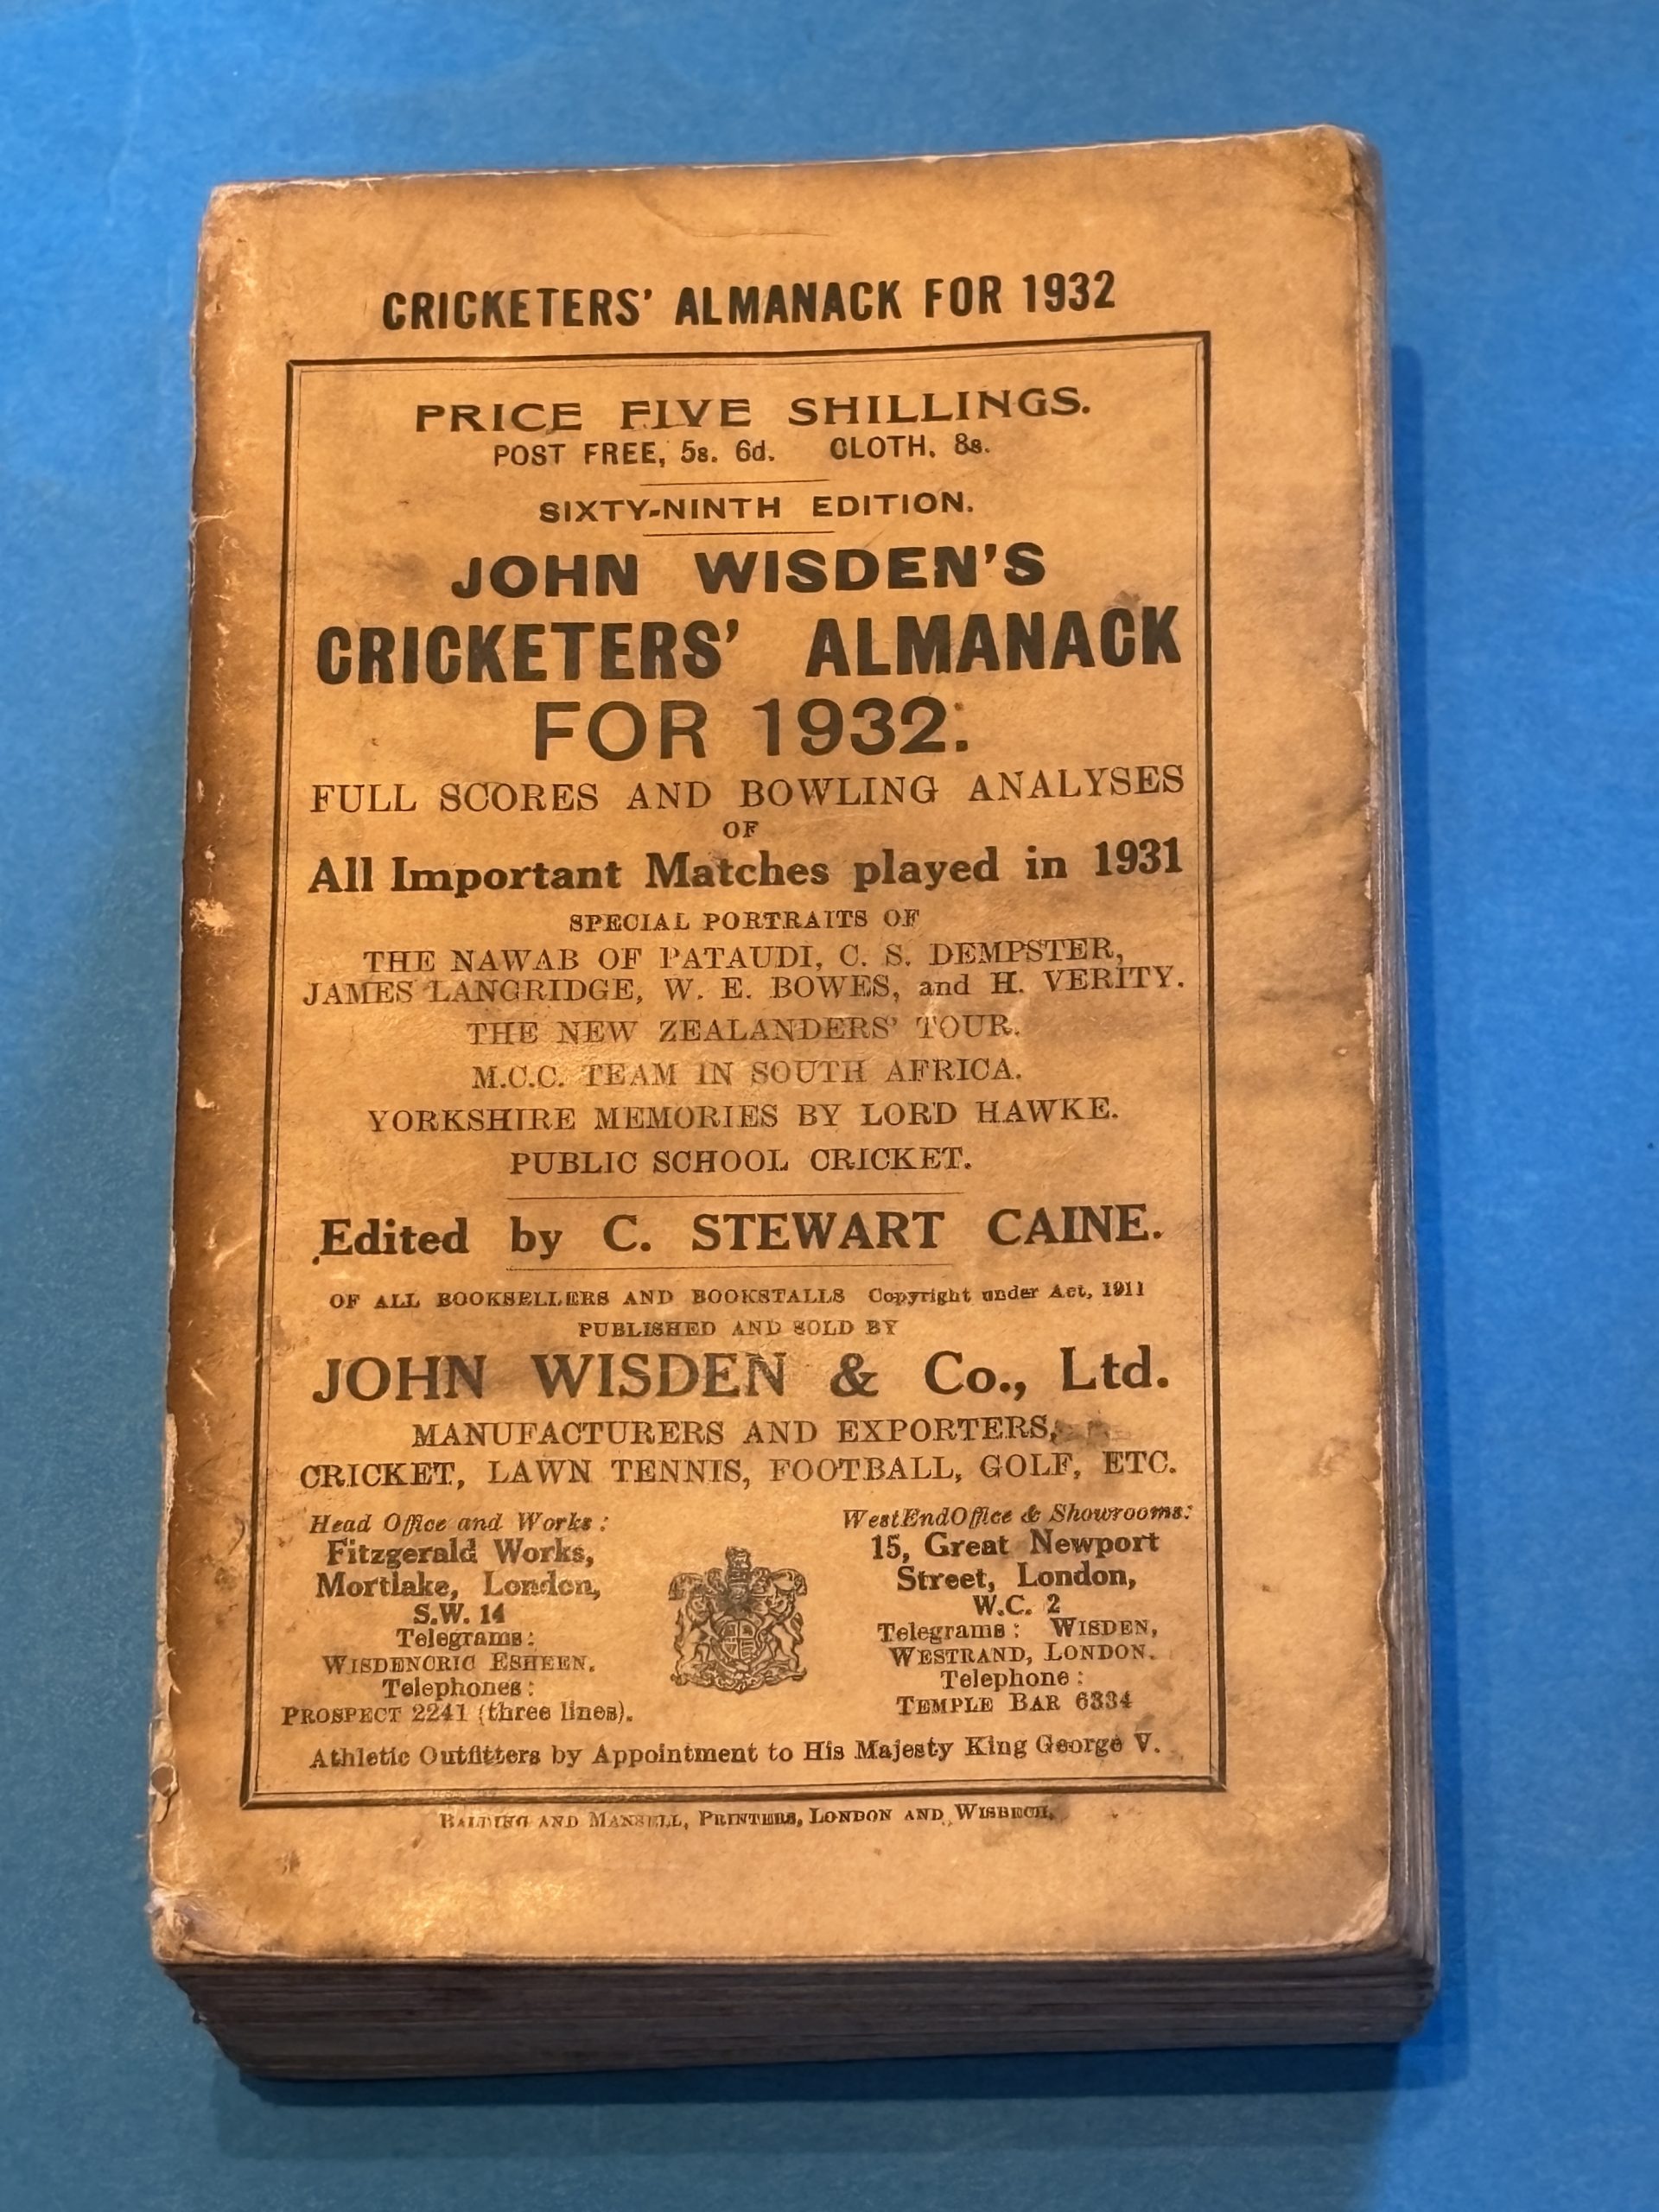 CRICKETERS' ALMANACK FOR 1932
PRICE FIVE SHILLINGS.
POST FREE, 5s. 6d. CLOTH, 8s.
SIXTY-NINTH EDITION.
JOHN WISDEN'S
CRICKETERS' ALMANACK
FOR 1932:
FULL SCORES AND BOWLING ANALYSES
OF
All Important Matches played in 1931
SPECIAL PORTRAITS OF
THE NAWAB OF PATAUDI, C. S. DEMPSTER,
JAMES LANGRIDGE, W. E. BOWES, and H. VERITY.
THE NEW ZEALANDERS' TOUR.
M.C.C. TEAM IN SOUTH AFRICA.
YORKSHIRE MEMORIES BY LORD HAWKE.
PUBLIC SCHOOL CRICKET.
Edited by C. STEWART CAINE.
OF ALL BOOKSELLERS AND BOOKSTALLS Copyright under Act, 1911
PUBLISHED AND SOLD BY
JOHN WISDEN & Co., Ltd.
MANUFACTURERS AND EXPORTERS,
CRICKET, LAWN TENNIS, FOOTBALL, GOLF, ETC.
Head Office and Works:
Fitzgerald Works,
Mortlake, London,
S.W. 14
Telegrams:
WISDENCRIC ESHEEN.
Telephones:
PROSPECT 2241 (three lines).
West End Office & Showrooms:
15, Great Newport
Street, London,
W.C. 2
Telegrams: WISDEN,
WESTRAND, LONDON.
Telephone:
TEMPLE BAR 6334
Athletic Outfitters by Appointment to His Majesty King George V.
BALDING AND MANSELL, PRINTERS, LONDON AND WISBECH.